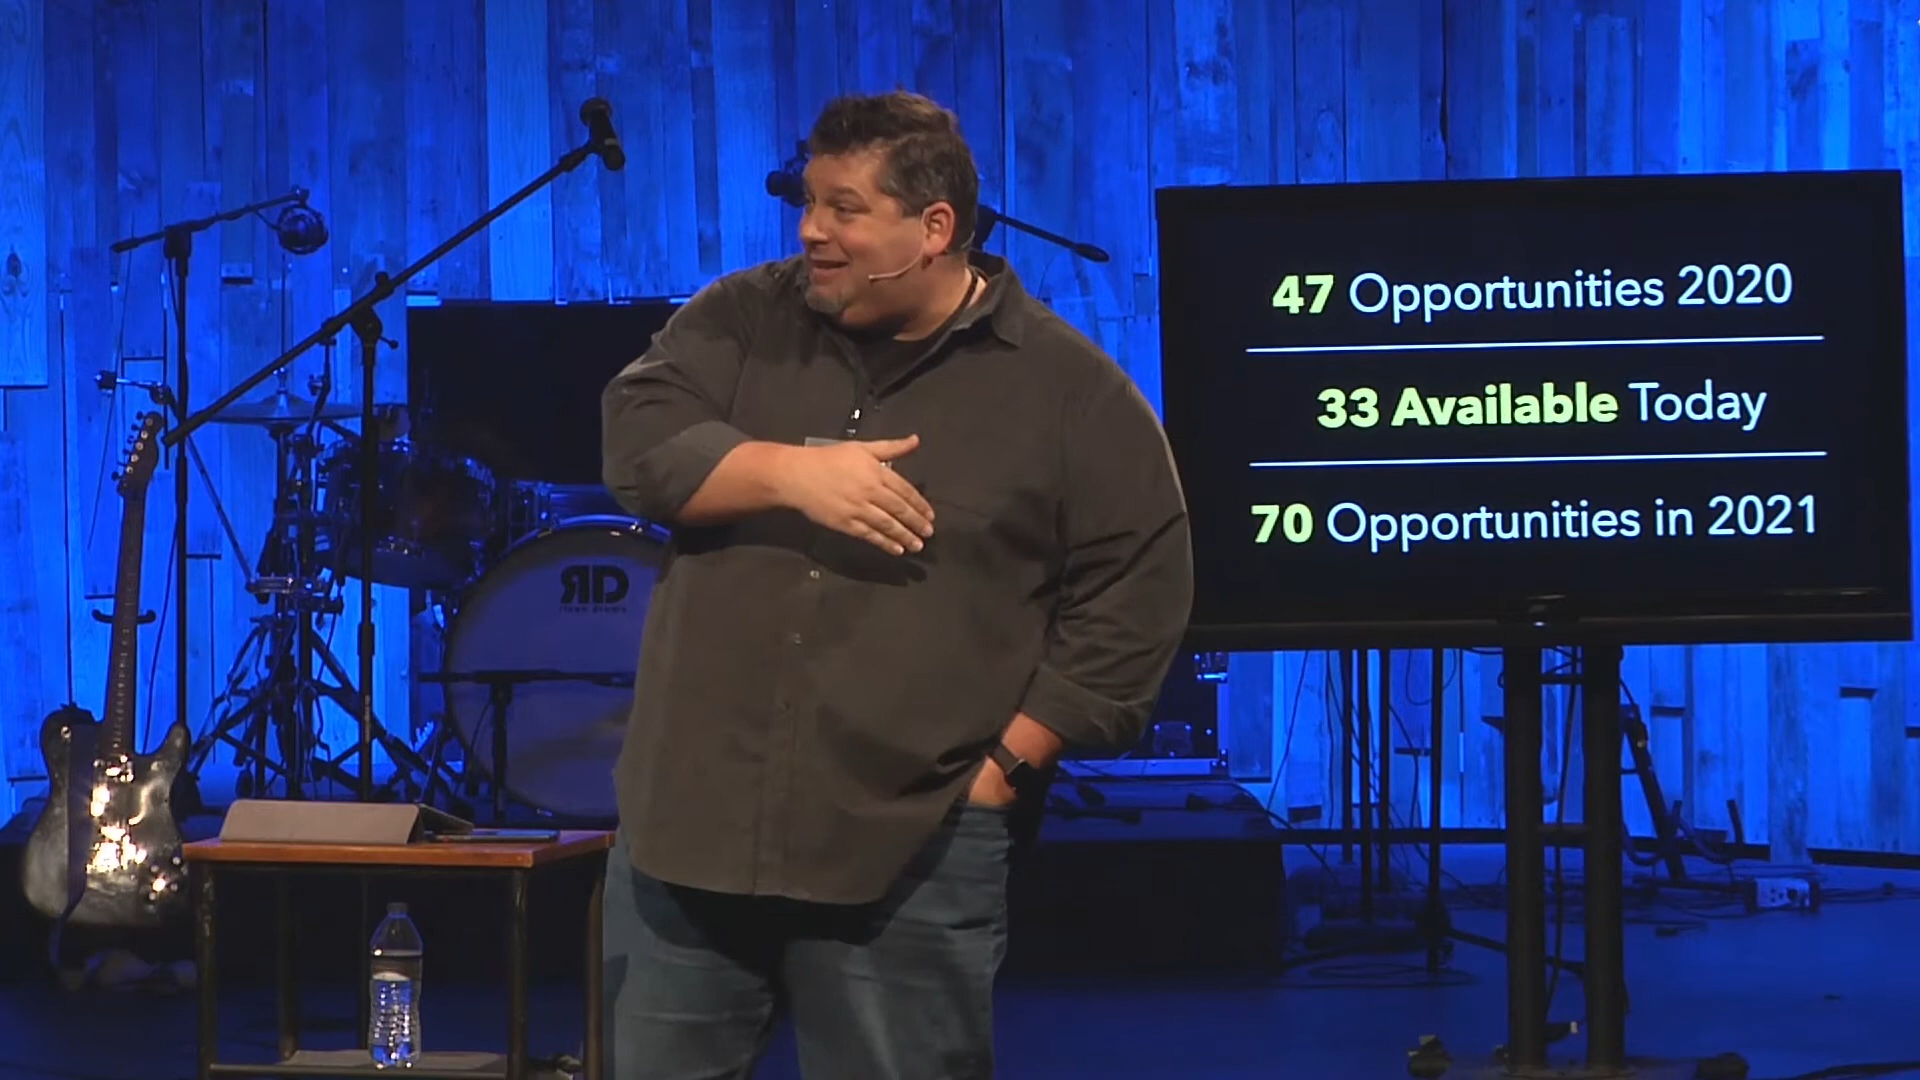 47 Opportunities 2020
33 Available Today
70 Opportunities in 2021
RD